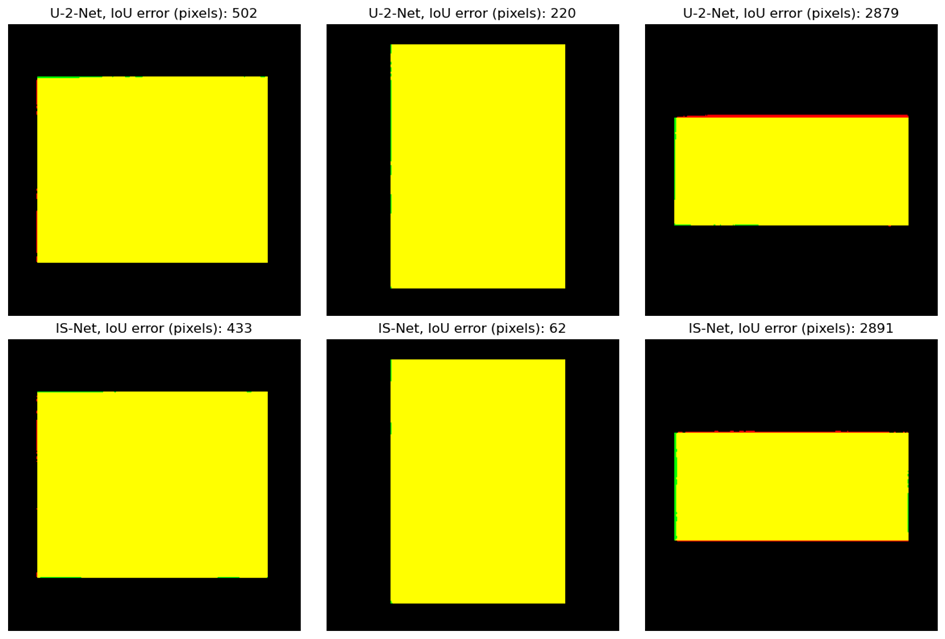 U-2-Net, IoU error (pixels): 502
U-2-Net, IoU error (pixels): 220
U-2-Net, IoU error (pixels): 2879
IS-Net, IoU error (pixels): 433
IS-Net, IoU error (pixels): 62
IS-Net, IoU error (pixels): 2891